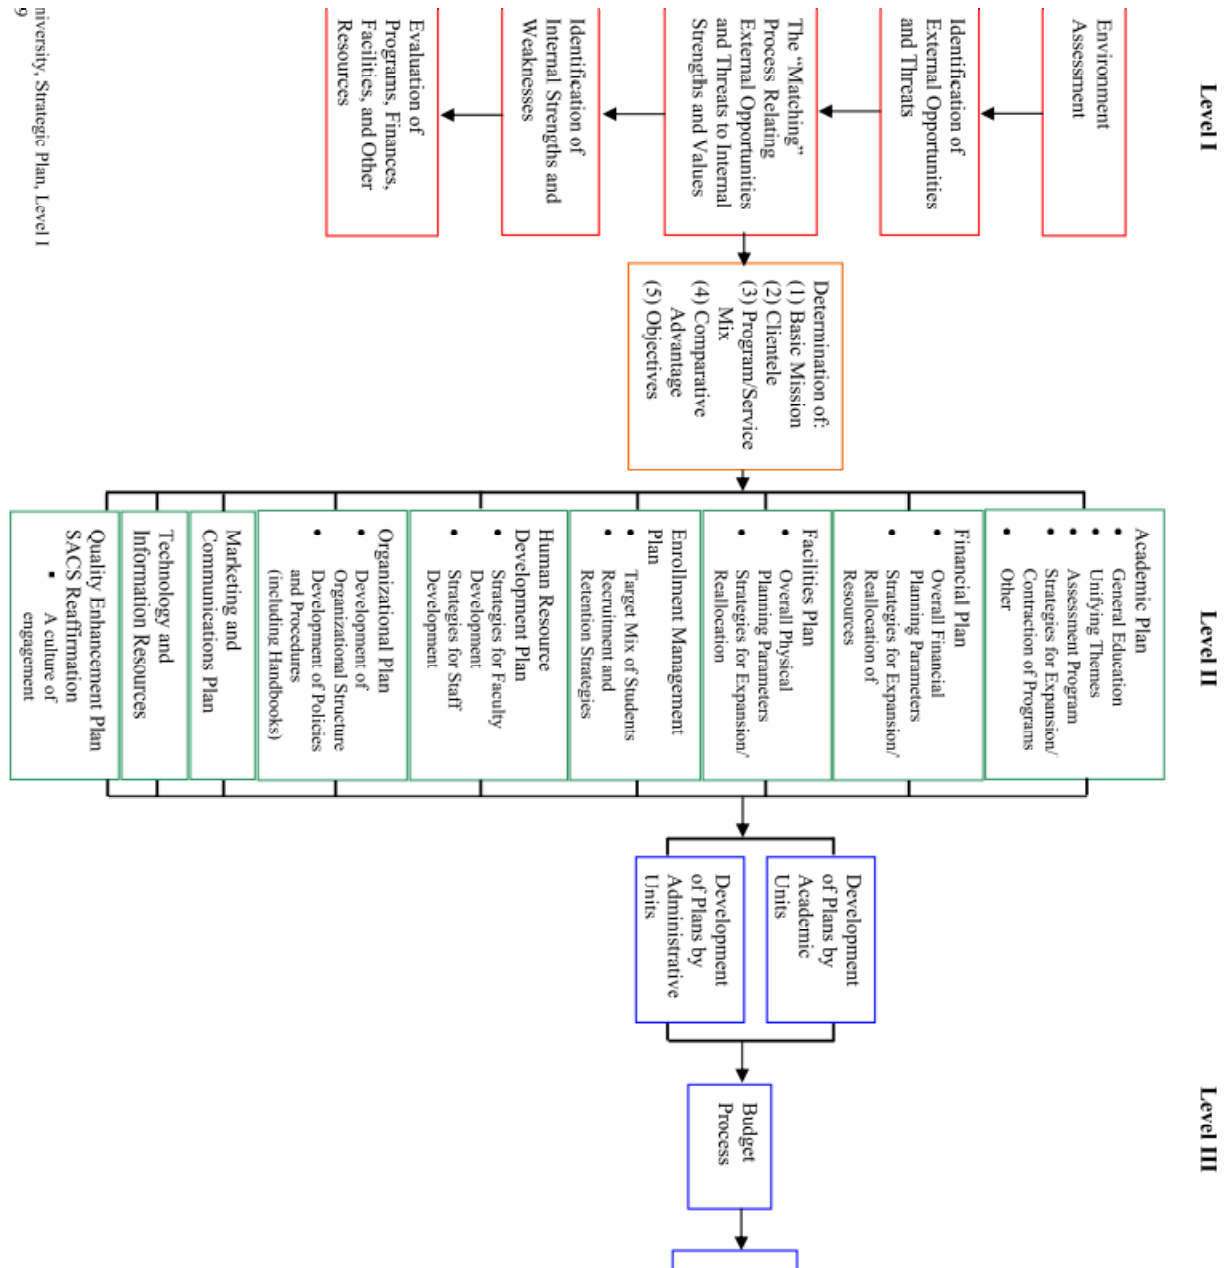 Level I
Environment
Assessment
Identification of
External Opportunities
and Threats
The “Matching”
Process Relating
External Opportunities
and Threats to Internal
Strengths and Values
Identification of
Internal Strengths and
Weaknesses
Evaluation of
Programs, Finances,
Facilities, and Other
Resources
Determination of:
(1) Basic Mission
(2) Clientele
(3) Program/Service
Mix
(4) Comparative
Advantage
(5) Objectives
Level II
Academic Plan
• General Education
• Unifying Themes
• Assessment Program
• Strategies for Expansion/
Contraction of Programs
• Other
Financial Plan
• Overall Financial
Planning Parameters
• Strategies for Expansion/
Reallocation of
Resources
Facilities Plan
• Overall Physical
Planning Parameters
• Strategies for Expansion/
Reallocation
Enrollment Management
Plan
• Target Mix of Students
• Recruitment and
Retention Strategies
Human Resource
Development Plan
• Strategies for Faculty
Development
• Strategies for Staff
Development
Organizational Plan
• Development of
Organizational Structure
• Development of Policies
and Procedures
(including Handbooks)
Marketing and
Communications Plan
Technology and
Information Resources
Quality Enhancement Plan
SACS Reaffirmation
▪ A culture of
engagement
Level III
Development
of Plans by
Academic
Units
Development
of Plans by
Administrative
Units
Budget
Process
niversity, Strategic Plan, Level I
9